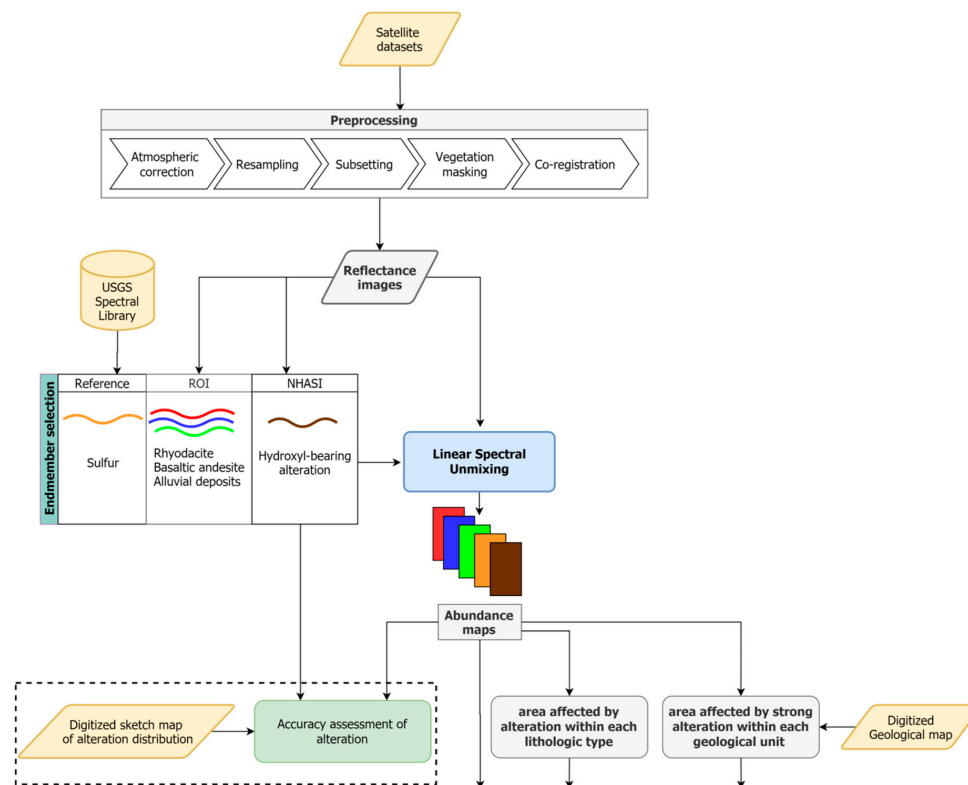 Satellite
datasets
Preprocessing
Atmospheric
correction
Resampling
Subsetting
Vegetation
masking
Co-registration
Reflectance
images
USGS
Spectral
Library
Endmember selection
Reference
ROI
NHASI
Sulfur
Rhyodacite
Basaltic andesite
Alluvial deposits
Hydroxyl-bearing
alteration
Linear Spectral
Unmixing
Abundance
maps
Digitized sketch map
of alteration distribution
Accuracy assessment of
alteration
area affected by
alteration within each
lithologic type
area affected by strong
alteration within each
geological unit
Digitized
Geological map